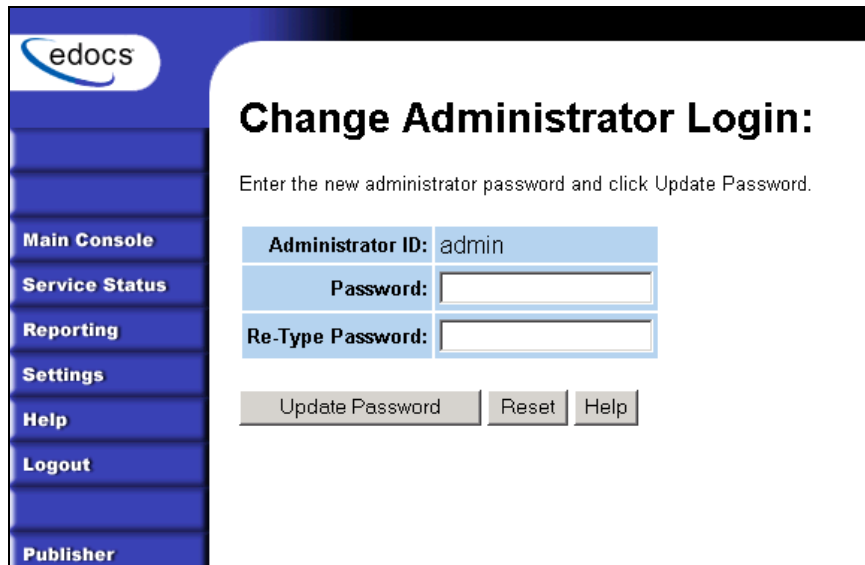 edocs
Change Administrator Login:
Enter the new administrator password and click Update Password.
Main Console
Service Status
Reporting
Settings
Help
Logout
Publisher
Administrator ID: admin
Password:
Re-Type Password:
Update Password Reset Help